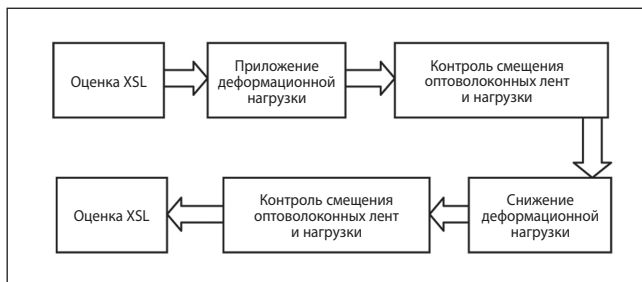 Оценка XSL
Приложение
деформационной
нагрузки
Контроль смещения
оптоволоконных лент
и нагрузки
Снижение
деформационной
нагрузки
Контроль смещения
оптоволоконных лент
и нагрузки
Оценка XSL